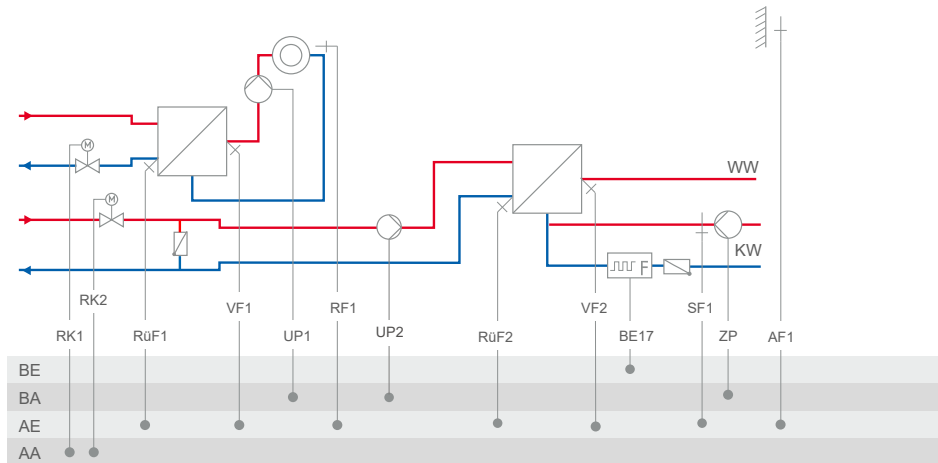 M
M
WW
KW
F
RK2
VF1
RF1
VF2
SF1
RK1
RüF1
UP1
UP2
RüF2
BE17
ZP
AF1
BE
BA
AE
AA